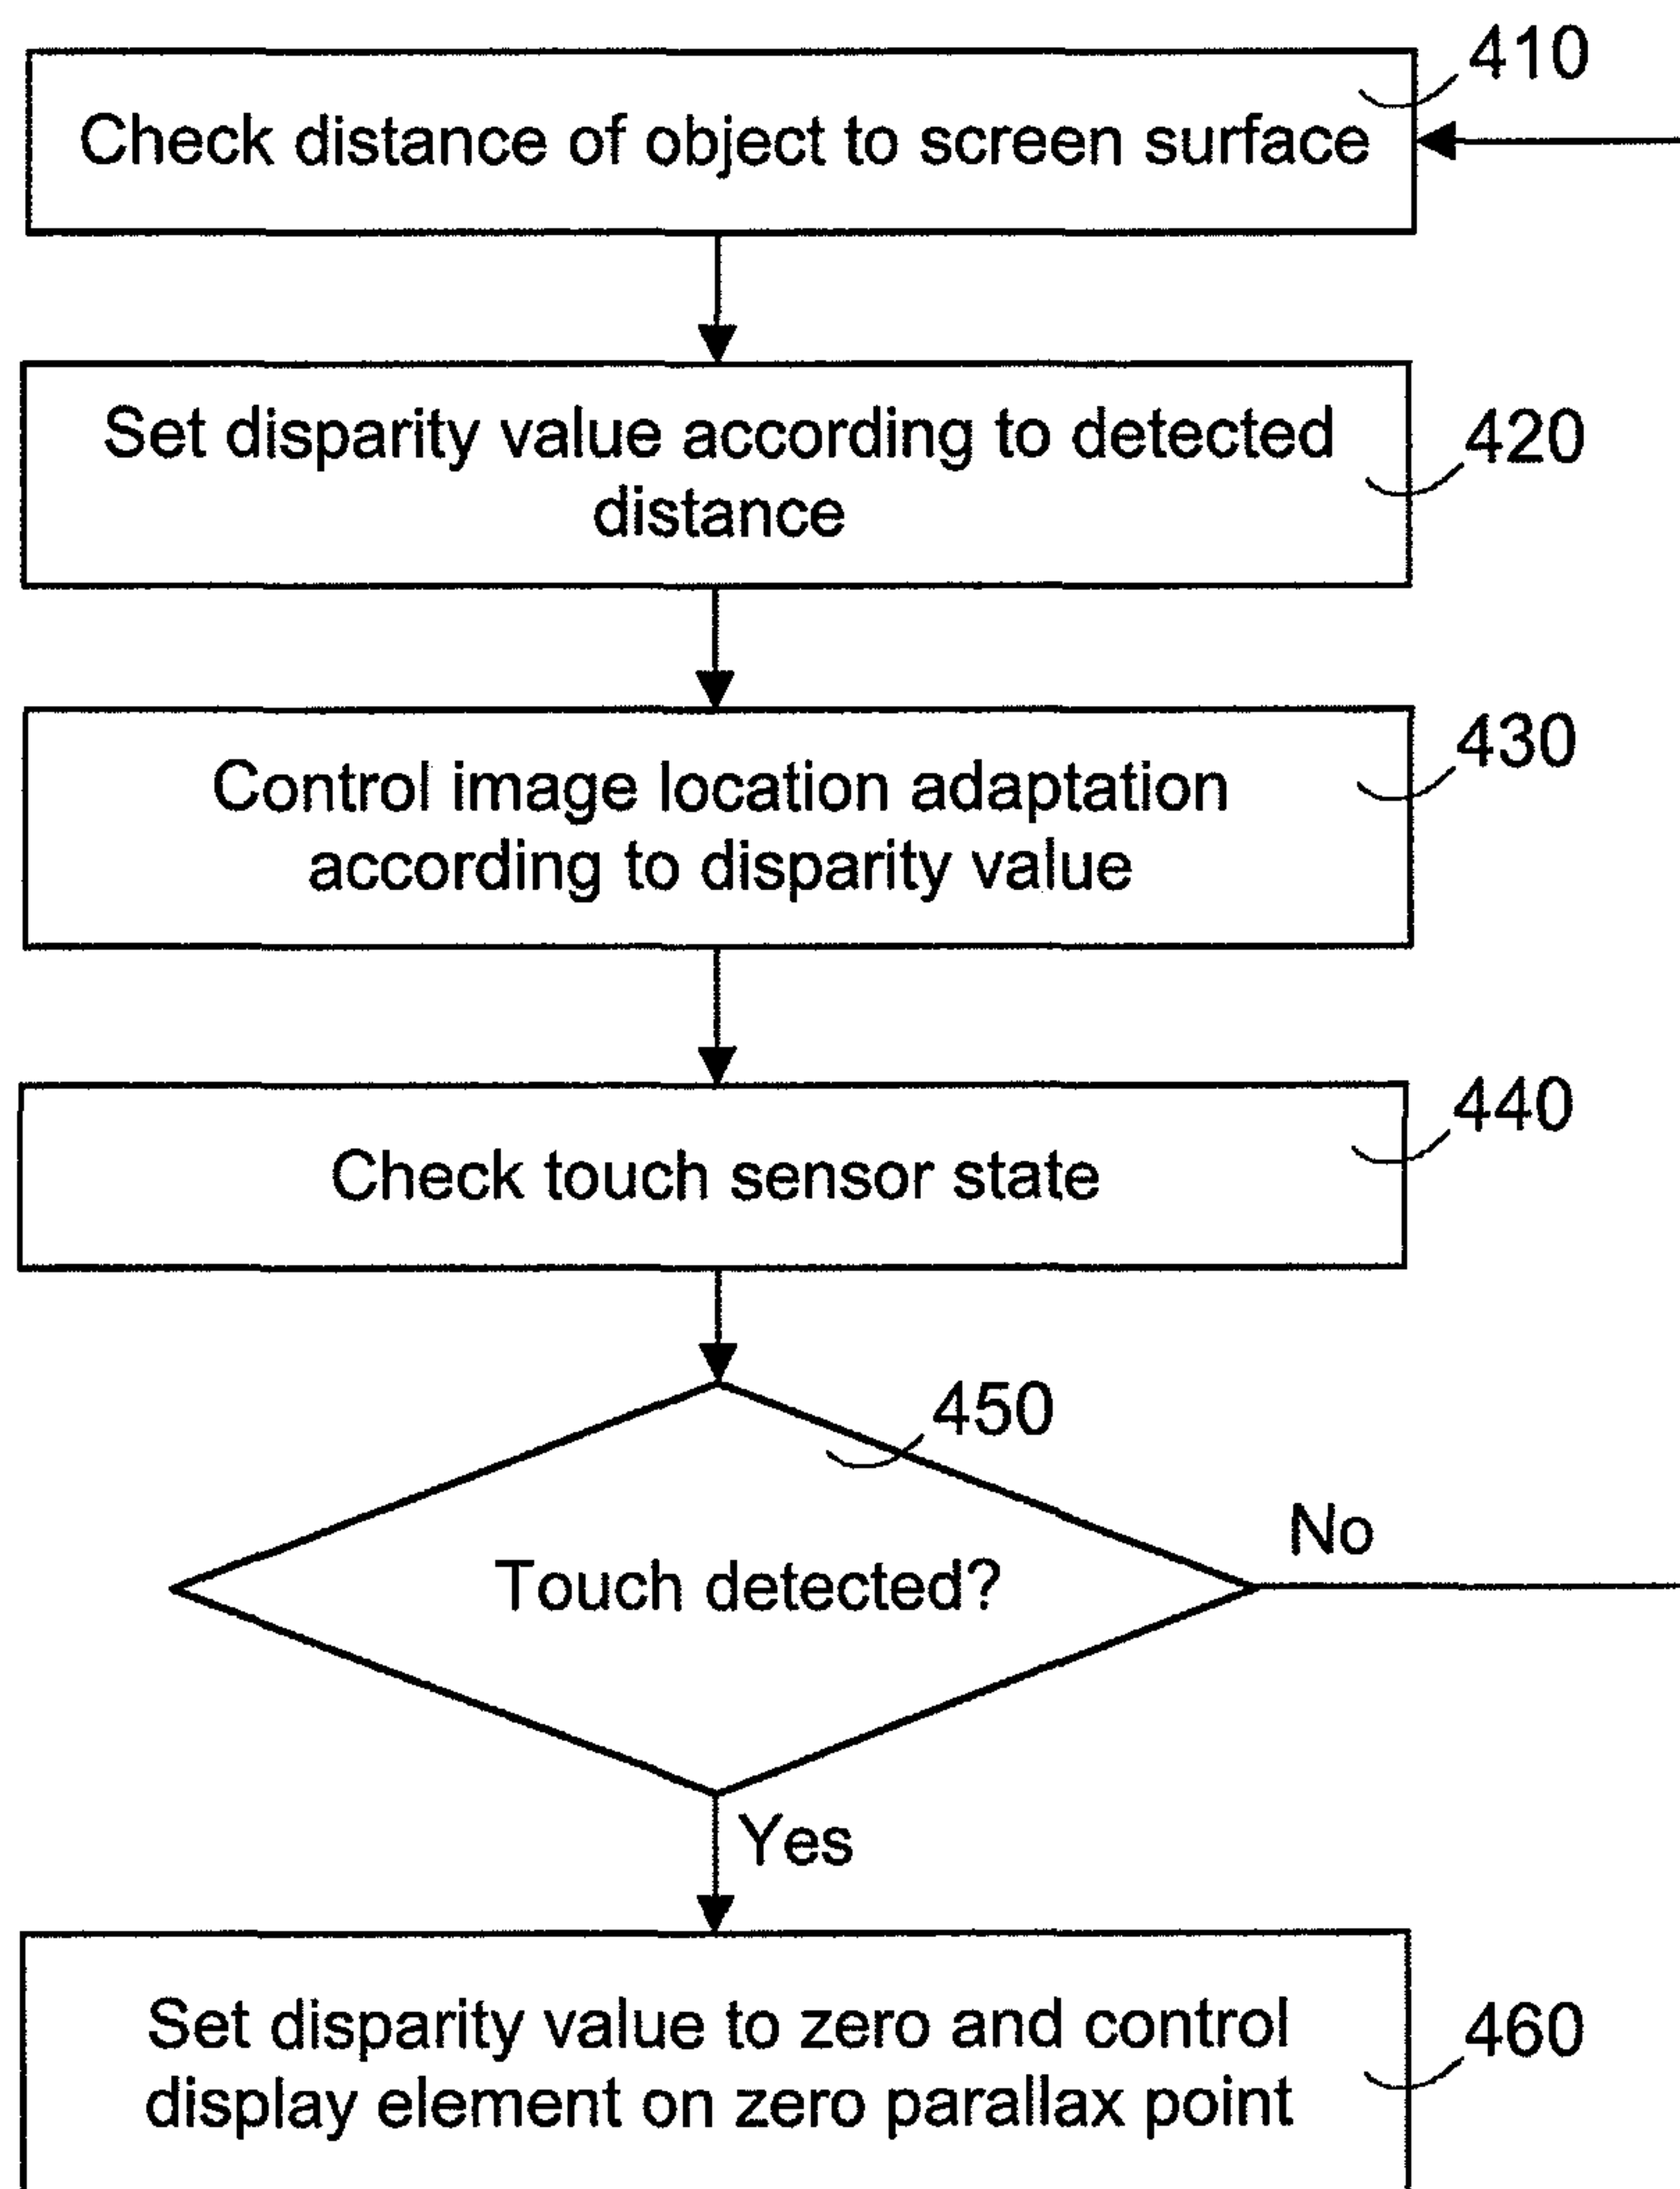 410
Check distance of object to screen surface
Set disparity value according to detected
distance
420
Control image location adaptation
according to disparity value
430
Check touch sensor state
440
450
Touch detected?
No
Yes
Set disparity value to zero and control
display element on zero parallax point
460